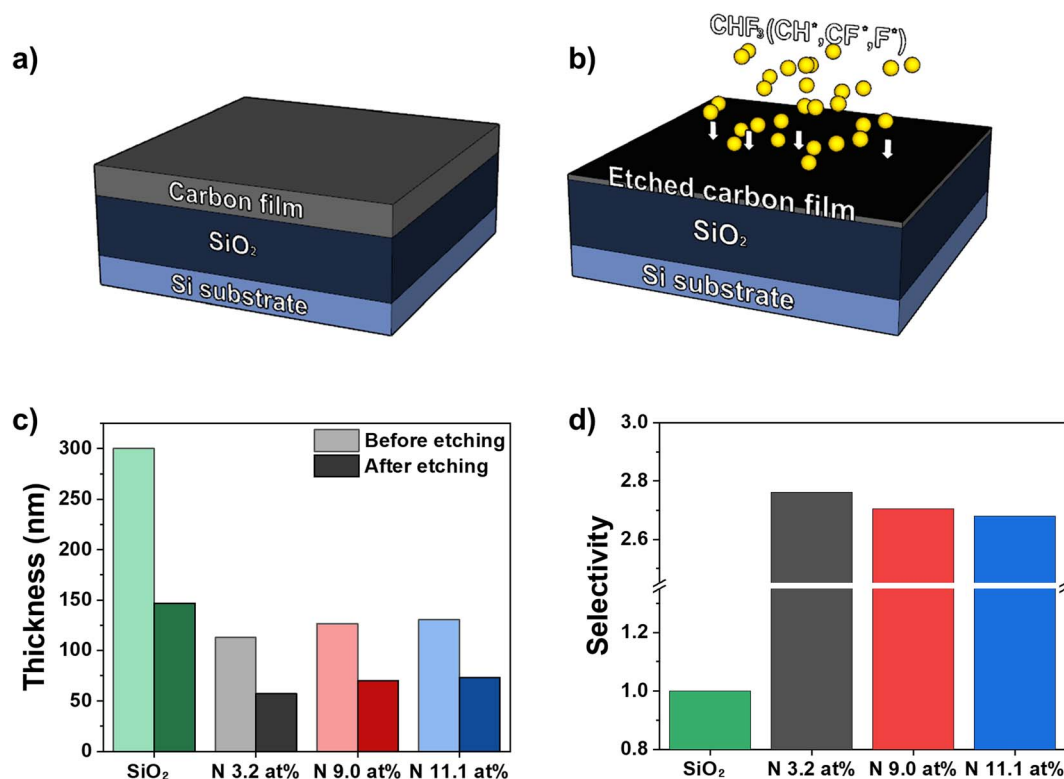 a)
Carbon film
SiO₂
Si substrate
b)
CHF₃(CH*,CF*,F*)
Etched carbon film
SiO₂
Si substrate
c)
Thickness (nm)
300
250
200
150
100
50
0
Before etching
After etching
SiO₂ N 3.2 at% N 9.0 at% N 11.1 at%
d)
Selectivity
3.0
2.8
2.6
1.2
1.0
0.8
SiO₂ N 3.2 at% N 9.0 at% N 11.1 at%